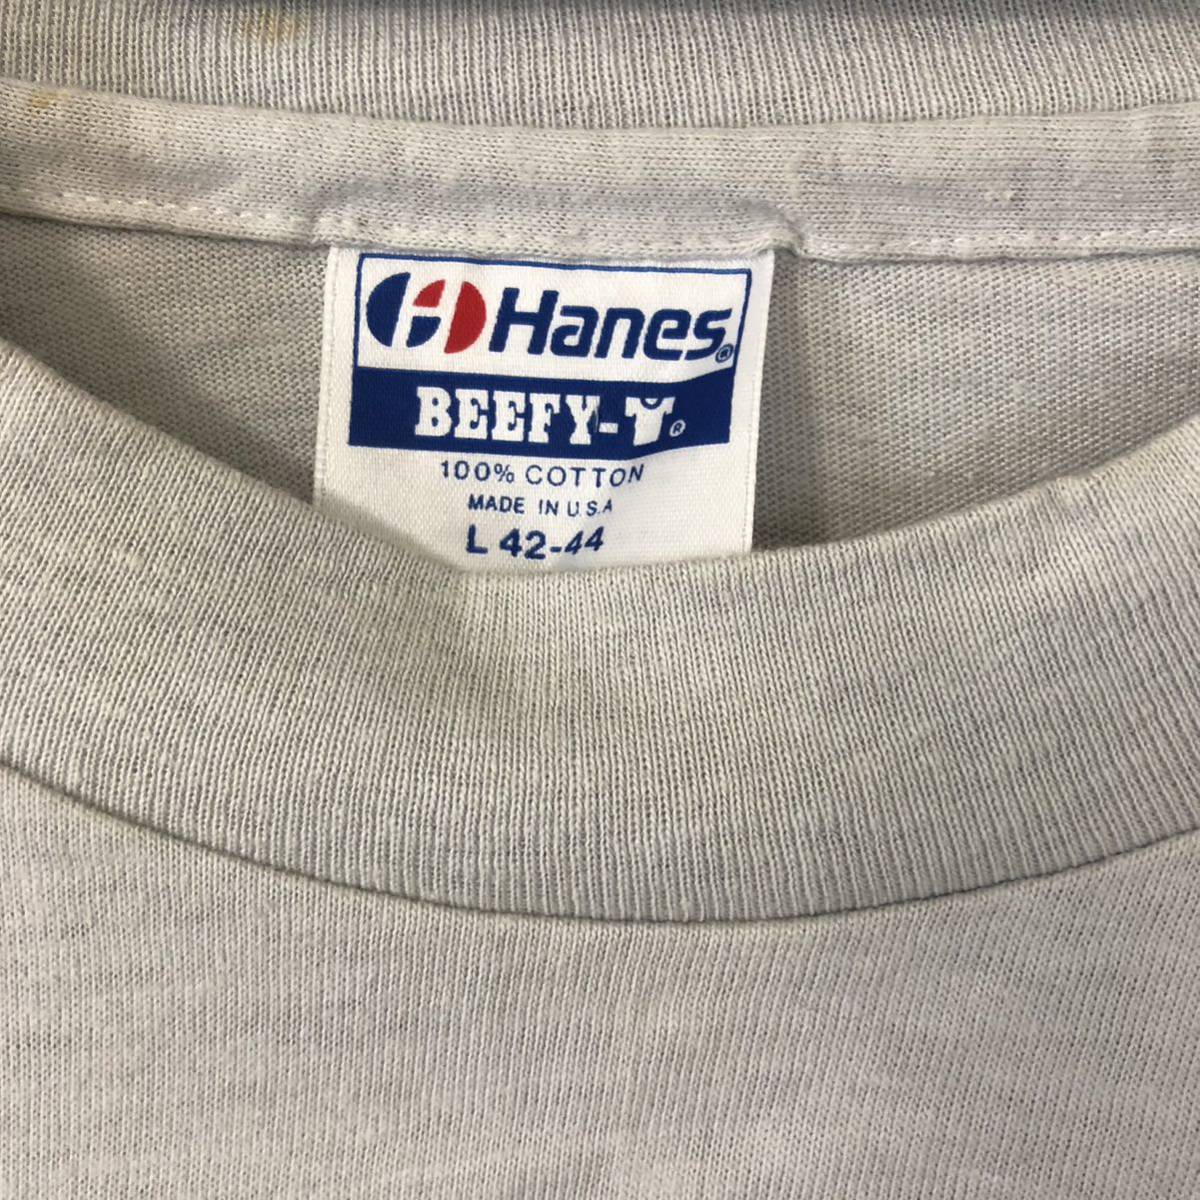 Hanes®
BEEFY-T®
100% COTTON
MADE IN U.S.A
L 42-44